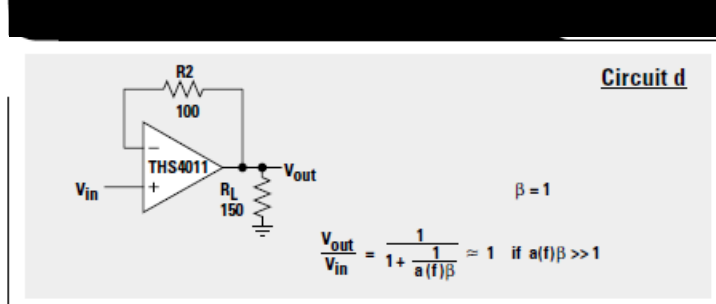 Circuit d
R2
100
THS4011
−
+
Vin
Vout
RL
150
β = 1
Vout/Vin = 1/(1 + 1/(a(f)β)) ≃ 1 if a(f)β >> 1